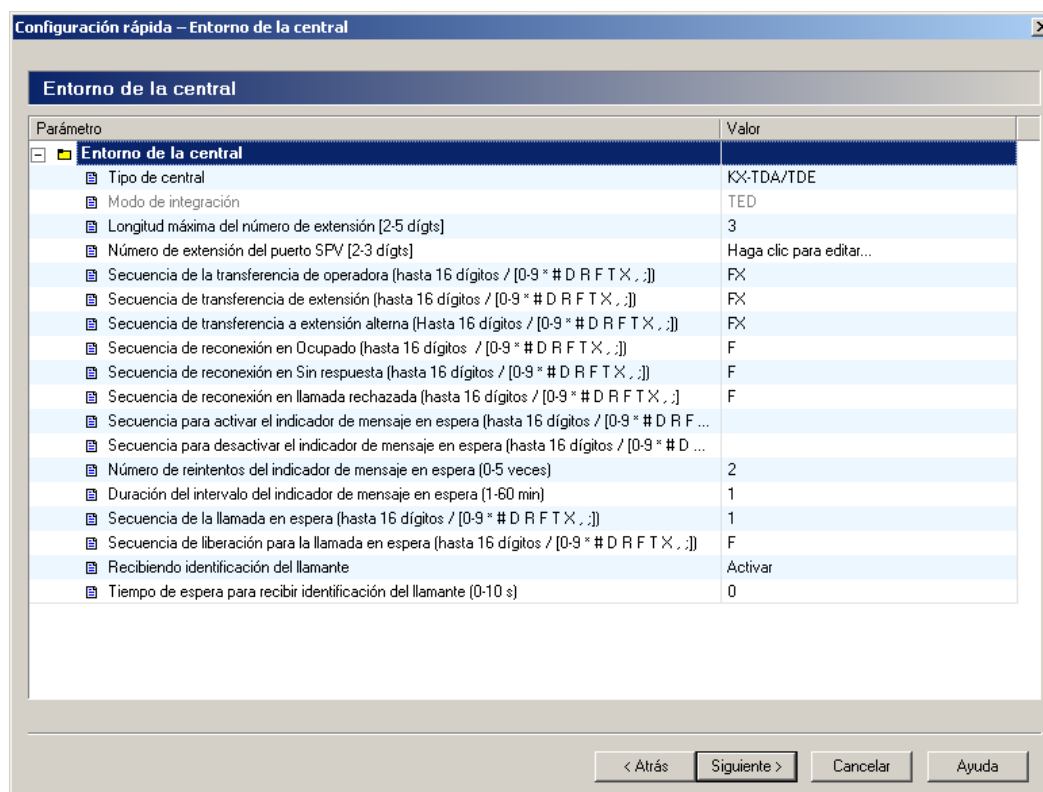 Configuración rápida – Entorno de la central
Entorno de la central
Parámetro Valor
Entorno de la central
Tipo de central KX-TDA/TDE
Modo de integración TED
Longitud máxima del número de extensión [2-5 dígts] 3
Número de extensión del puerto SPV [2-3 dígts] Haga clic para editar...
Secuencia de la transferencia de operadora (hasta 16 dígitos / [0-9 * # D R F T X , ;]) FX
Secuencia de transferencia de extensión (hasta 16 dígitos / [0-9 * # D R F T X , ;]) FX
Secuencia de transferencia a extensión alterna (Hasta 16 dígitos / [0-9 * # D R F T X , ;]) FX
Secuencia de reconexión en Ocupado (hasta 16 dígitos / [0-9 * # D R F T X , ;]) F
Secuencia de reconexión en Sin respuesta (hasta 16 dígitos / [0-9 * # D R F T X , ;]) F
Secuencia de reconexión en llamada rechazada (hasta 16 dígitos / [0-9 * # D R F T X , ;] F
Secuencia para activar el indicador de mensaje en espera (hasta 16 dígitos / [0-9 * # D R F ...
Secuencia para desactivar el indicador de mensaje en espera (hasta 16 dígitos / [0-9 * # D ...
Número de reintentos del indicador de mensaje en espera (0-5 veces) 2
Duración del intervalo del indicador de mensaje en espera (1-60 min) 1
Secuencia de la llamada en espera (hasta 16 dígitos / [0-9 * # D R F T X , ;]) 1
Secuencia de liberación para la llamada en espera (hasta 16 dígitos / [0-9 * # D R F T X , ;]) F
Recibiendo identificación del llamante Activar
Tiempo de espera para recibir identificación del llamante (0-10 s) 0
< Atrás Siguiente > Cancelar Ayuda